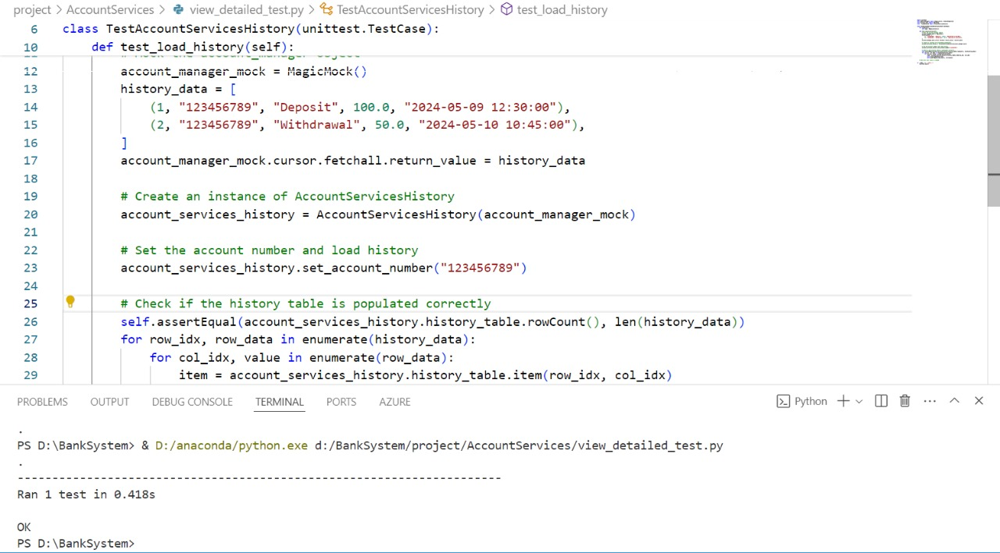 project > AccountServices > view_detailed_test.py > TestAccountServicesHistory > test_load_history
6 class TestAccountServicesHistory(unittest.TestCase):
10 def test_load_history(self):
11 # Mock the account_manager object
12 account_manager_mock = MagicMock()
13 history_data = [
14 (1, "123456789", "Deposit", 100.0, "2024-05-09 12:30:00"),
15 (2, "123456789", "Withdrawal", 50.0, "2024-05-10 10:45:00"),
16 ]
17 account_manager_mock.cursor.fetchall.return_value = history_data
18
19 # Create an instance of AccountServicesHistory
20 account_services_history = AccountServicesHistory(account_manager_mock)
21
22 # Set the account number and load history
23 account_services_history.set_account_number("123456789")
24
25 # Check if the history table is populated correctly
26 self.assertEqual(account_services_history.history_table.rowCount(), len(history_data))
27 for row_idx, row_data in enumerate(history_data):
28 for col_idx, value in enumerate(row_data):
29 item = account_services_history.history_table.item(row_idx, col_idx)
PROBLEMS OUTPUT DEBUG CONSOLE TERMINAL PORTS AZURE Python
.
PS D:\BankSystem> & D:/anaconda/python.exe d:/BankSystem/project/AccountServices/view_detailed_test.py
.
----------------------------------------------------------------------
Ran 1 test in 0.418s

OK
PS D:\BankSystem>